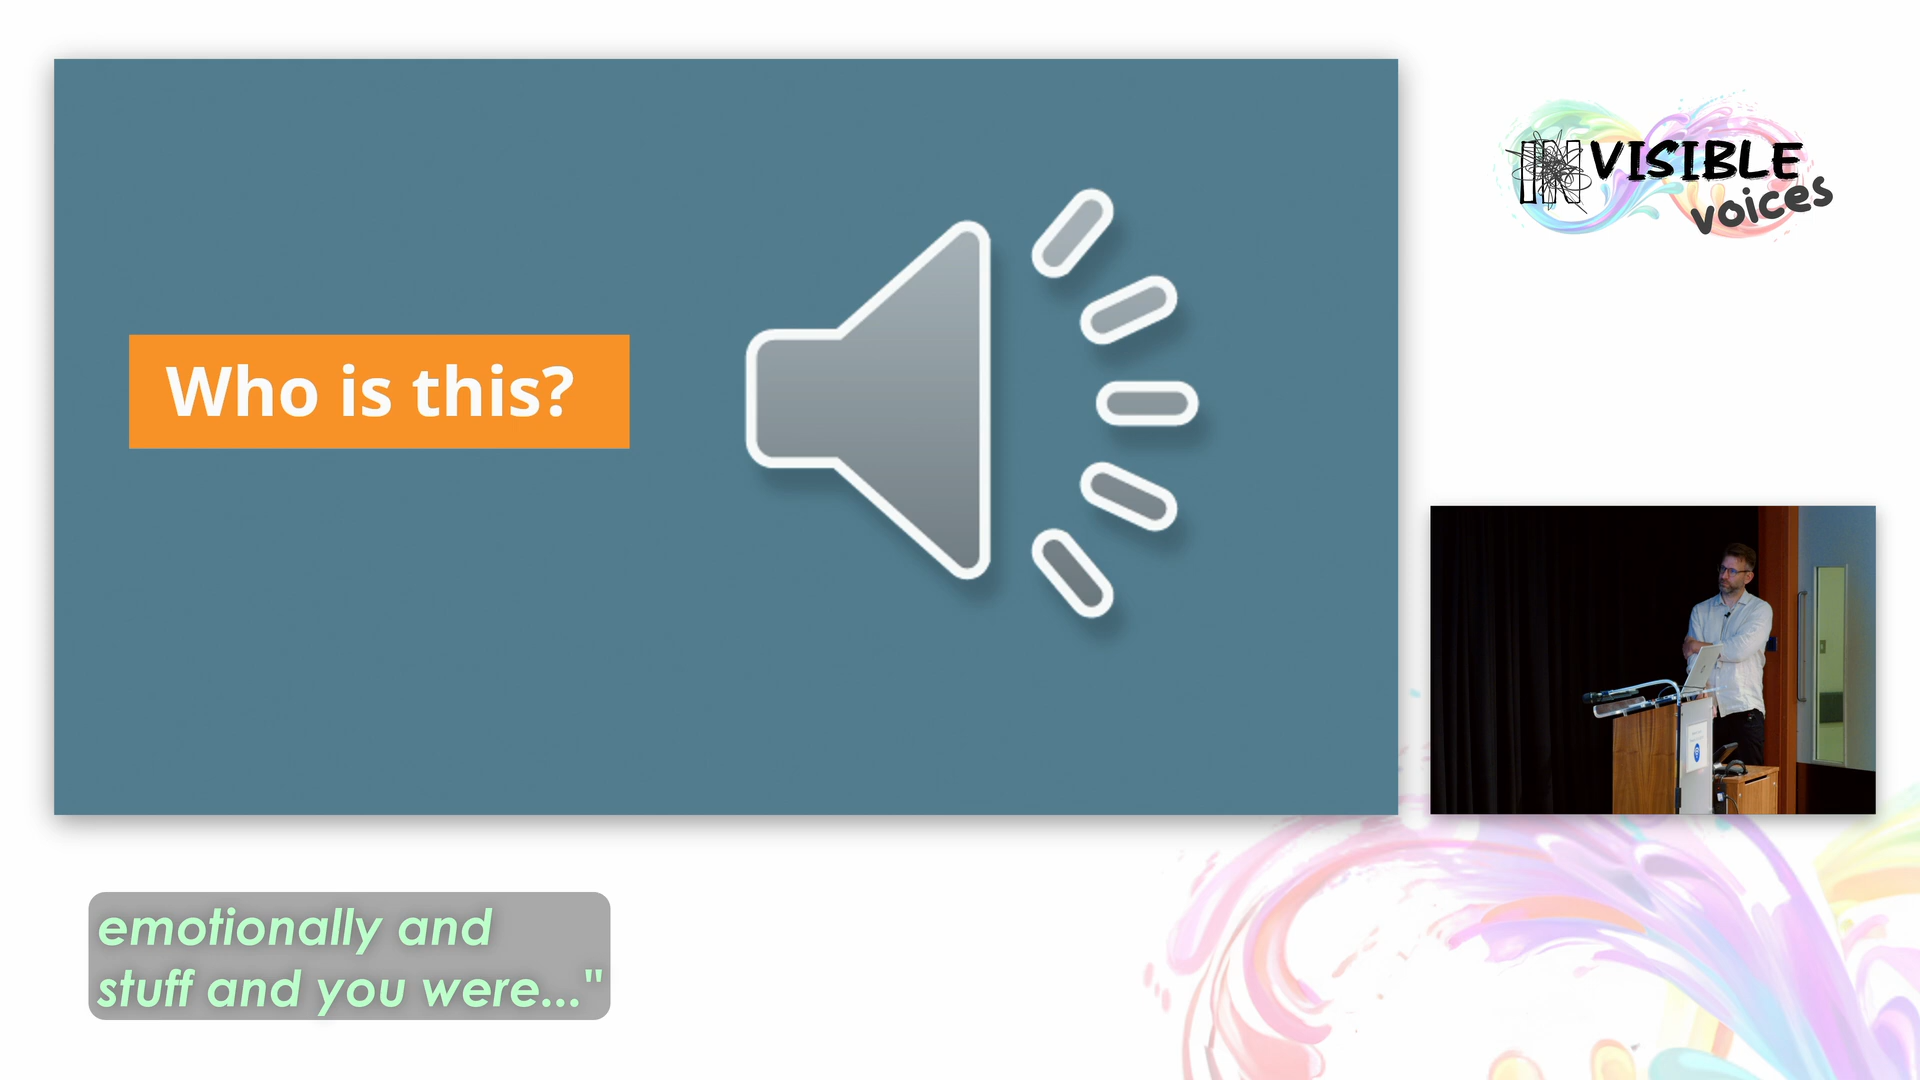 Who is this?
INVISIBLE
voices
emotionally and
stuff and you were..."